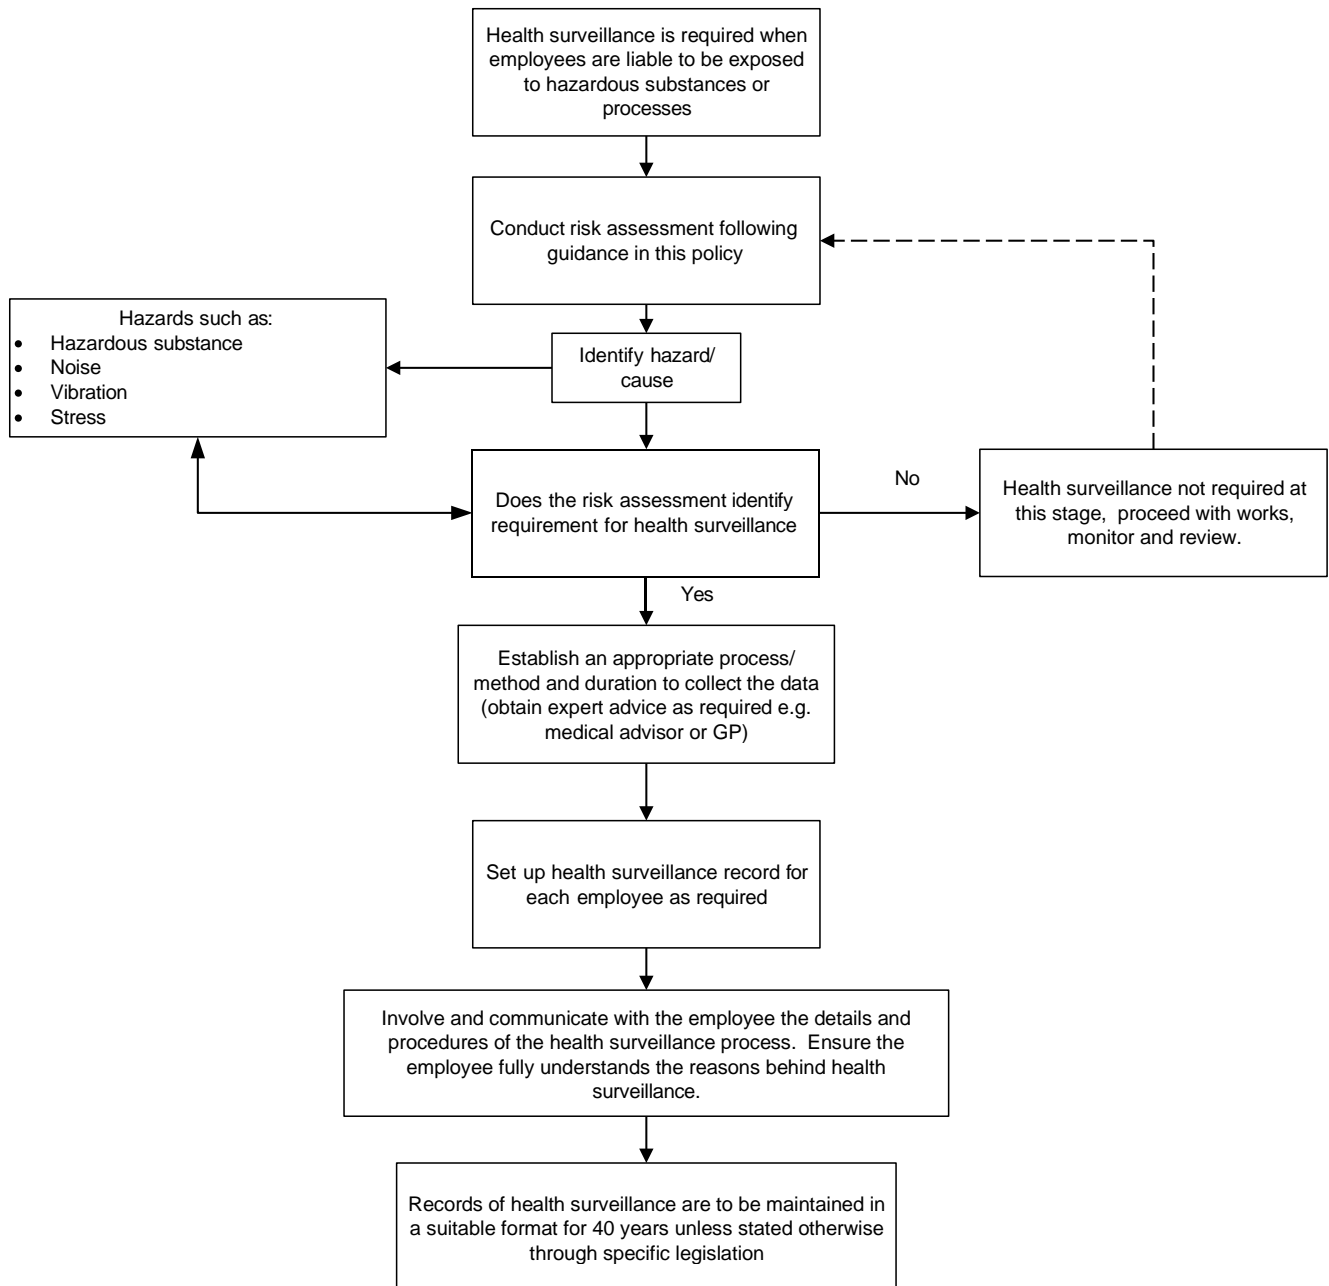 Health surveillance is required when
employees are liable to be exposed
to hazardous substances or
processes
Conduct risk assessment following
guidance in this policy
Hazards such as:
• Hazardous substance
• Noise
• Vibration
• Stress
Identify hazard/
cause
Does the risk assessment identify
requirement for health surveillance
No
Health surveillance not required at
this stage, proceed with works,
monitor and review.
Yes
Establish an appropriate process/
method and duration to collect the data
(obtain expert advice as required e.g.
medical advisor or GP)
Set up health surveillance record for
each employee as required
Involve and communicate with the employee the details and
procedures of the health surveillance process. Ensure the
employee fully understands the reasons behind health
surveillance.
Records of health surveillance are to be maintained in
a suitable format for 40 years unless stated otherwise
through specific legislation